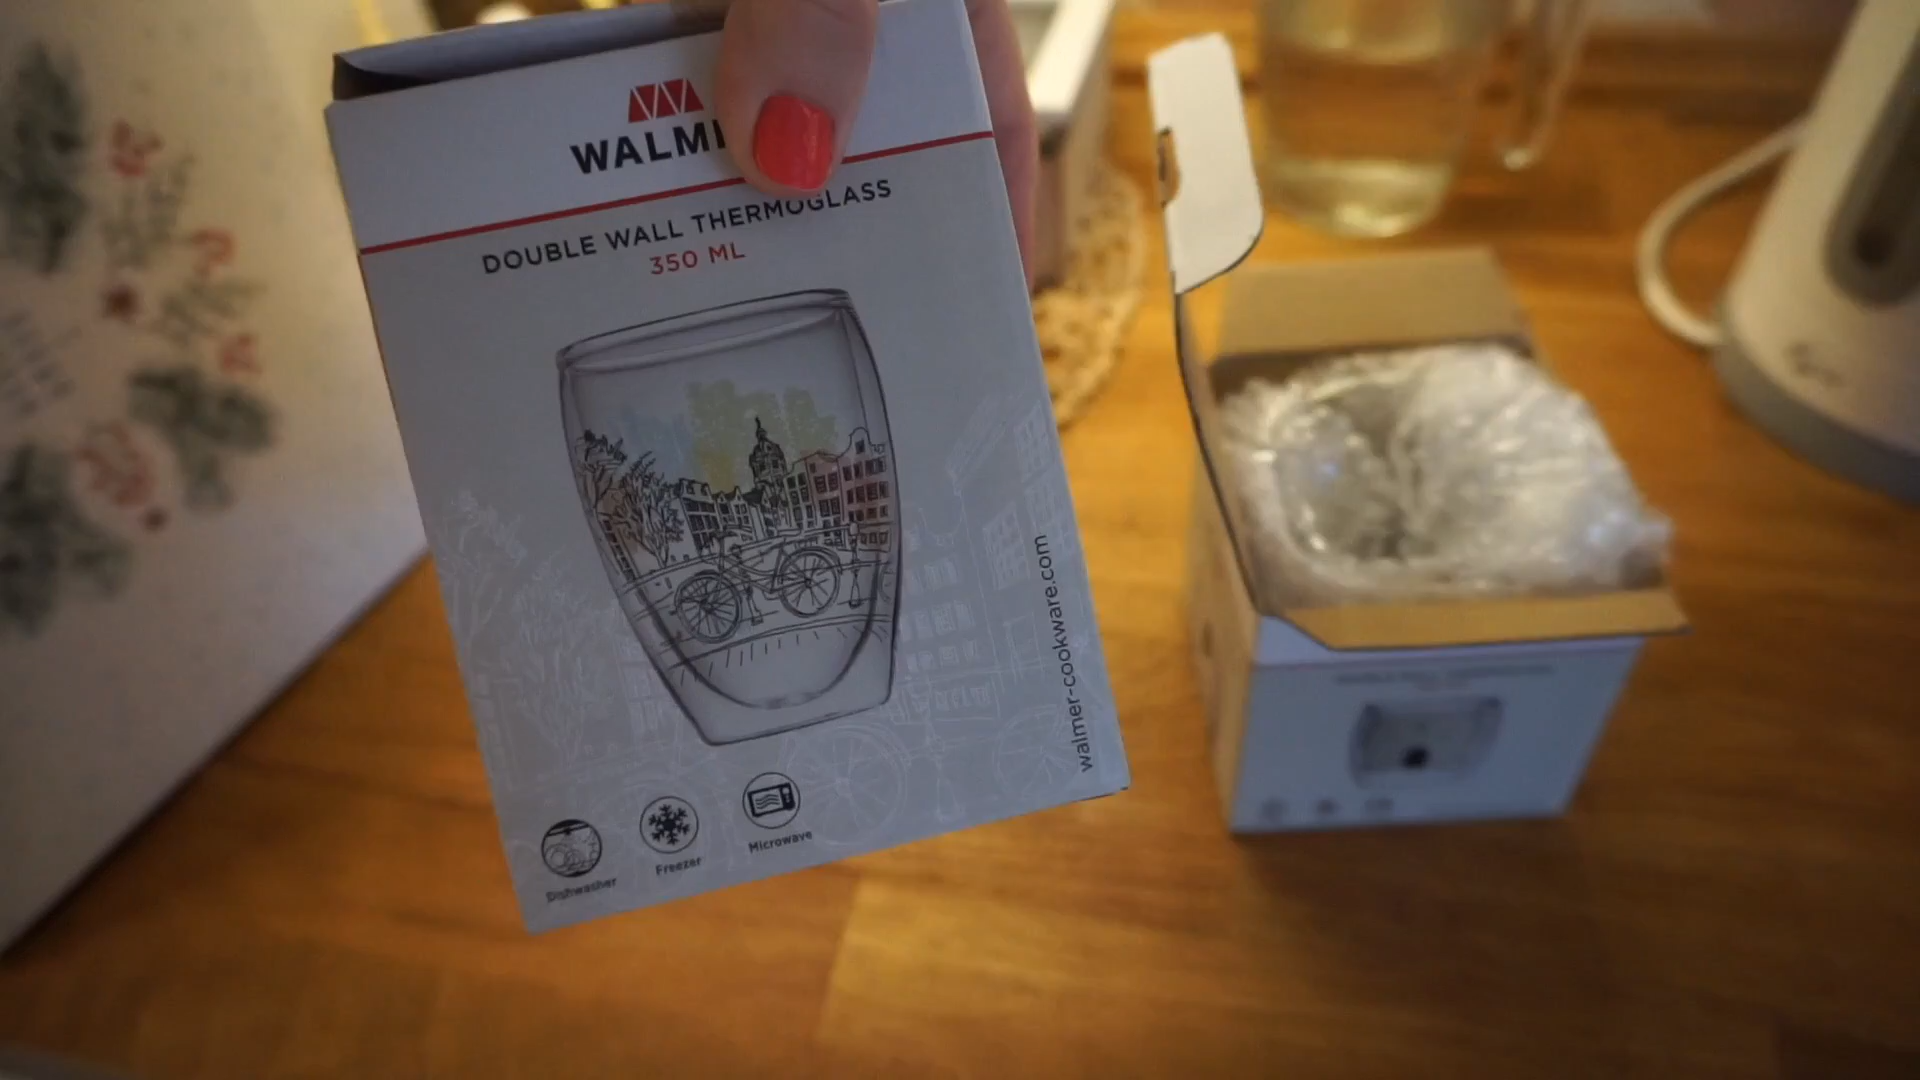 WALM
DOUBLE WALL THERMOGLASS
350 ML
walmer-cookware.com
Dishwasher
Freezer
Microwave